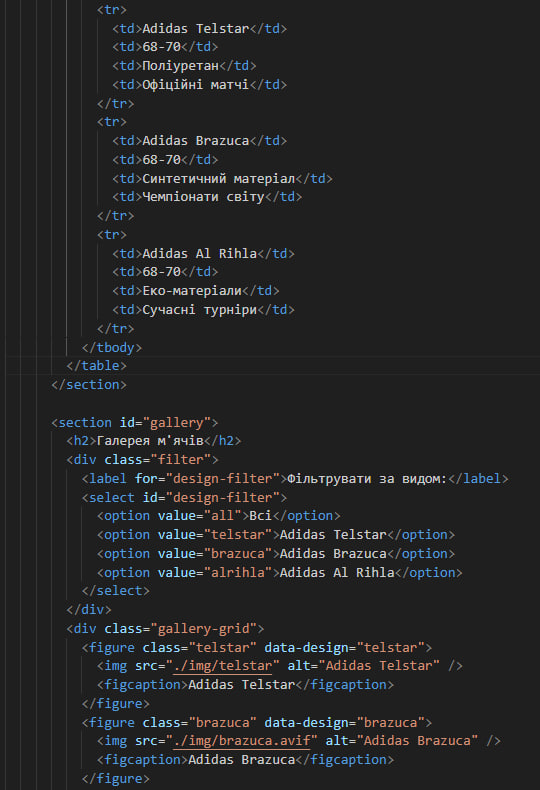 <tr>
<td>Adidas Telstar</td>
<td>68-70</td>
<td>Поліуретан</td>
<td>Офіційні матчі</td>
</tr>
<tr>
<td>Adidas Brazuca</td>
<td>68-70</td>
<td>Синтетичний матеріал</td>
<td>Чемпіонати світу</td>
</tr>
<tr>
<td>Adidas Al Rihla</td>
<td>68-70</td>
<td>Еко-матеріали</td>
<td>Сучасні турніри</td>
</tr>
</tbody>
</table>
</section>
<section id="gallery">
<h2>Галерея м'ячів</h2>
<div class="filter">
<label for="design-filter">Фільтрувати за видом:</label>
<select id="design-filter">
<option value="all">Всі</option>
<option value="telstar">Adidas Telstar</option>
<option value="brazuca">Adidas Brazuca</option>
<option value="alrihla">Adidas Al Rihla</option>
</select>
</div>
<div class="gallery-grid">
<figure class="telstar" data-design="telstar">
<img src="./img/telstar" alt="Adidas Telstar" />
<figcaption>Adidas Telstar</figcaption>
</figure>
<figure class="brazuca" data-design="brazuca">
<img src="./img/brazuca.avif" alt="Adidas Brazuca" />
<figcaption>Adidas Brazuca</figcaption>
</figure>